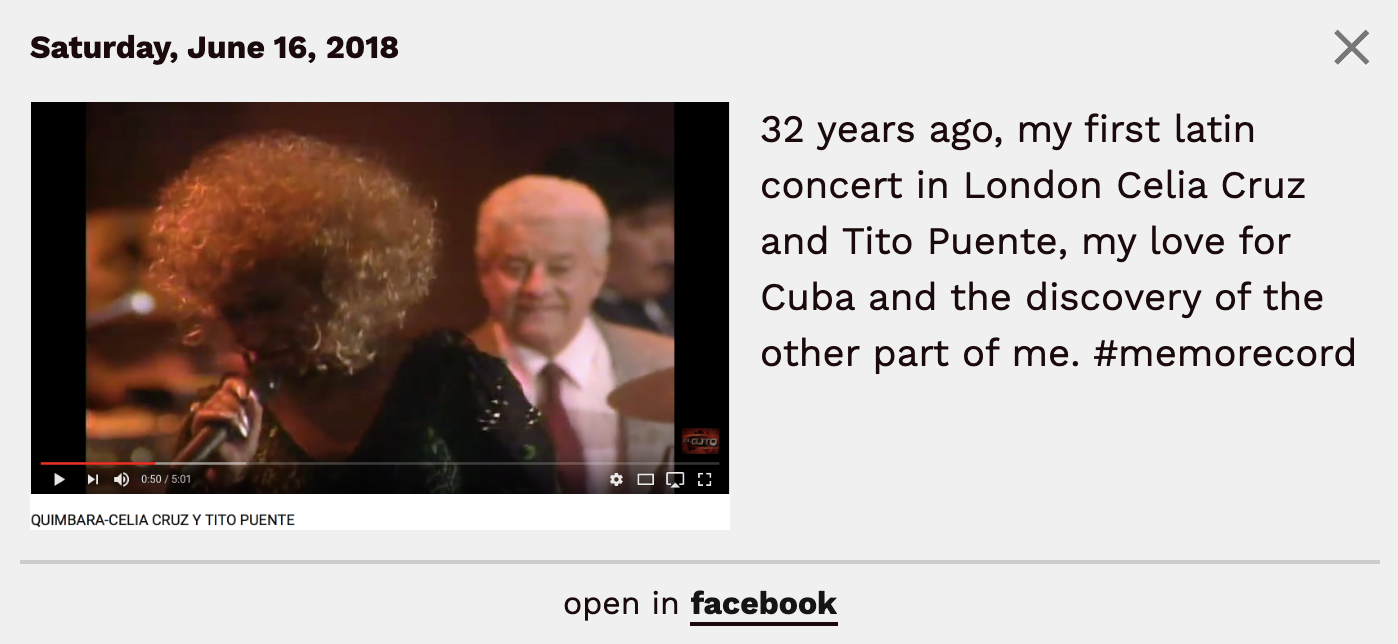 Saturday, June 16, 2018
32 years ago, my first latin
concert in London Celia Cruz
and Tito Puente, my love for
Cuba and the discovery of the
other part of me. #memorecord
0:50 / 5:01
QUIMBARA-CELIA CRUZ Y TITO PUENTE
open in facebook